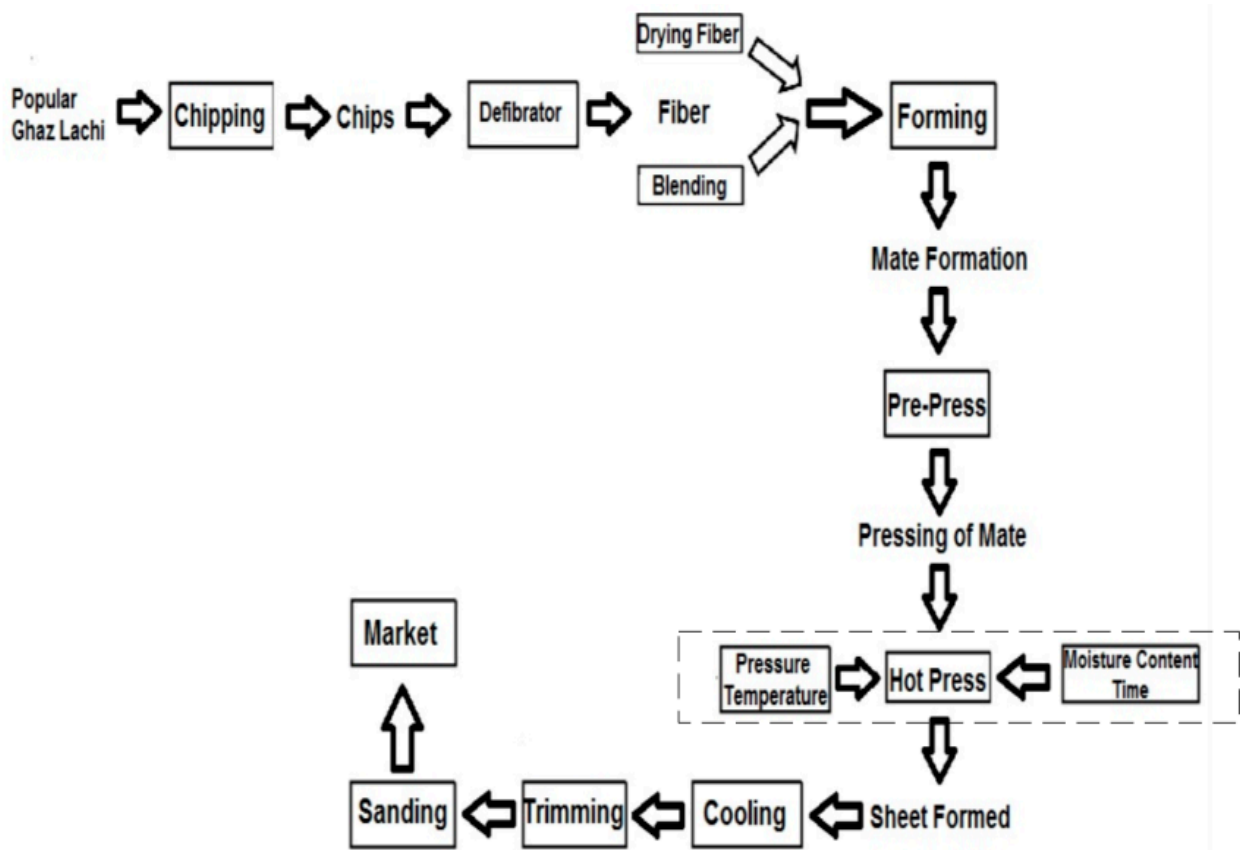 Drying Fiber
Popular
Ghaz Lachi
Chipping
Chips
Defibrator
Fiber
Forming
Blending
Mate Formation
Pre-Press
Pressing of Mate
Market
Pressure
Temperature
Hot Press
Moisture Content
Time
Sanding
Trimming
Cooling
Sheet Formed